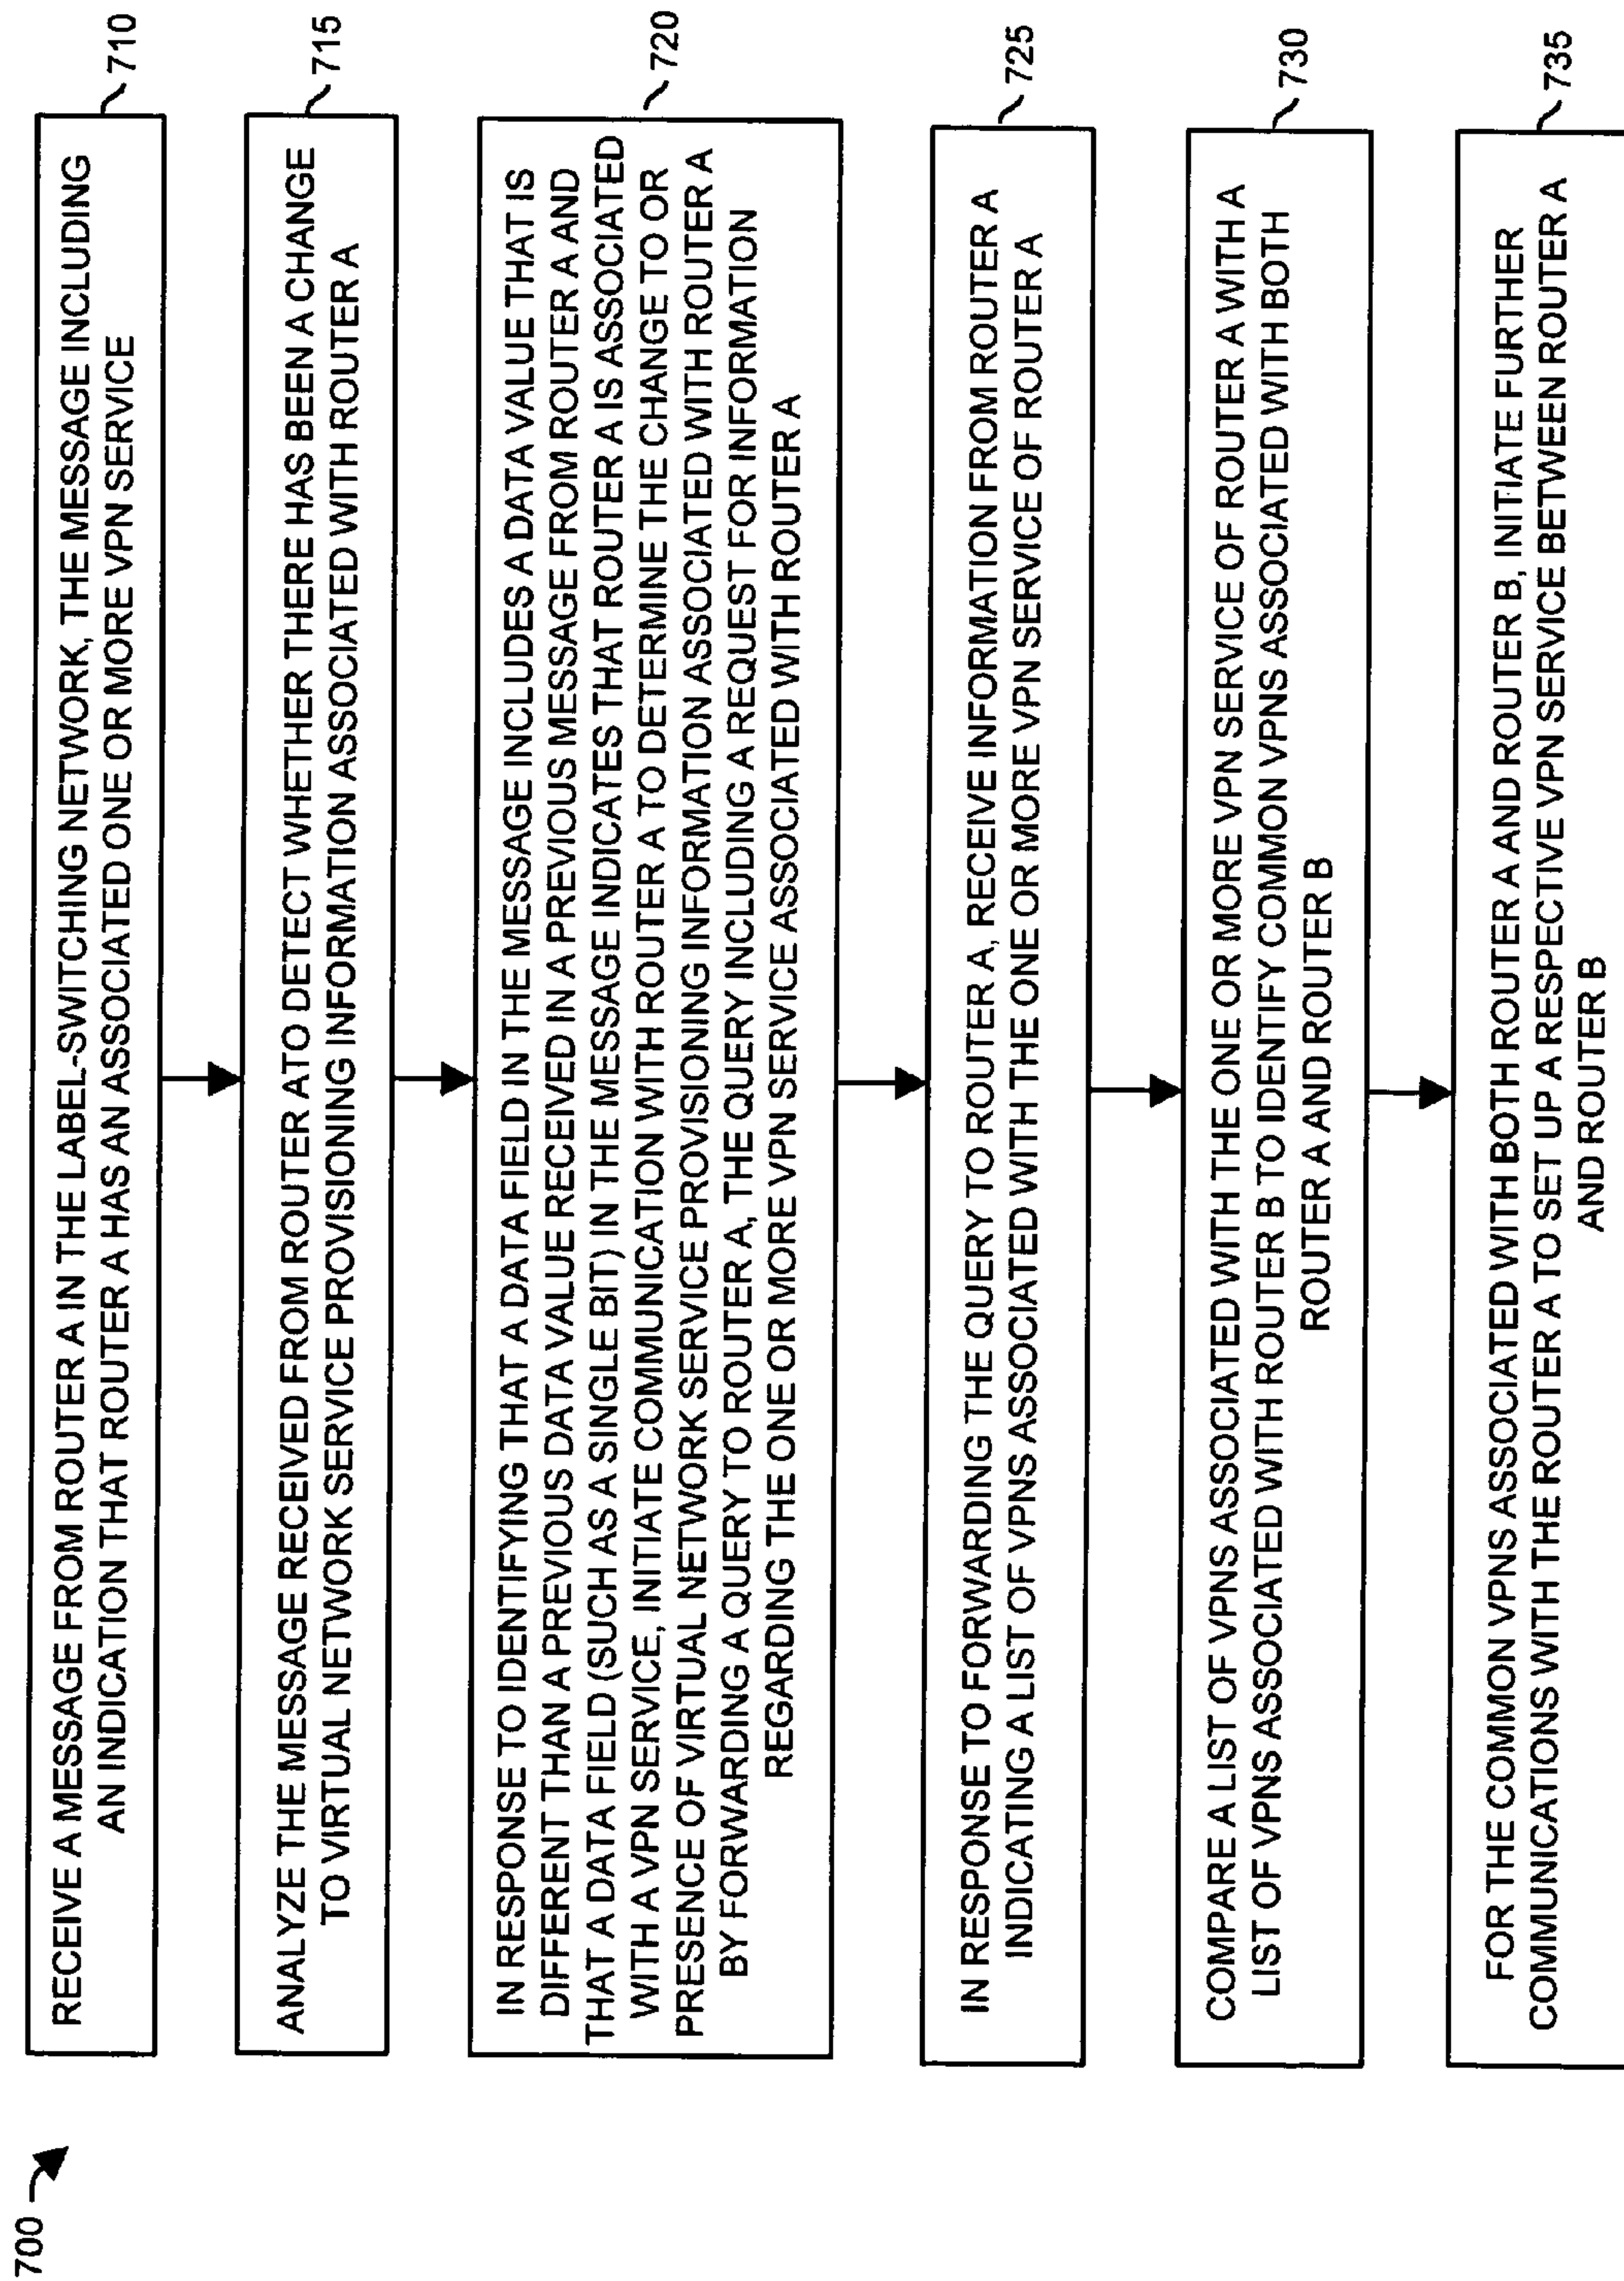 700
RECEIVE A MESSAGE FROM ROUTER A IN THE LABEL-SWITCHING NETWORK, THE MESSAGE INCLUDING
AN INDICATION THAT ROUTER A HAS AN ASSOCIATED ONE OR MORE VPN SERVICE
710
ANALYZE THE MESSAGE RECEIVED FROM ROUTER ATO DETECT WHETHER THERE HAS BEEN A CHANGE
TO VIRTUAL NETWORK SERVICE PROVISIONING INFORMATION ASSOCIATED WITH ROUTER A
715
IN RESPONSE TO IDENTIFYING THAT A DATA FIELD IN THE MESSAGE INCLUDES A DATA VALUE THAT IS
DIFFERENT THAN A PREVIOUS DATA VALUE RECEIVED IN A PREVIOUS MESSAGE FROM ROUTER A AND
THAT A DATA FIELD (SUCH AS A SINGLE BIT) IN THE MESSAGE INDICATES THAT ROUTER A IS ASSOCIATED
WITH A VPN SERVICE, INITIATE COMMUNICATION WITH ROUTER A TO DETERMINE THE CHANGE TO OR
PRESENCE OF VIRTUAL NETWORK SERVICE PROVISIONING INFORMATION ASSOCIATED WITH ROUTER A
BY FORWARDING A QUERY TO ROUTER A, THE QUERY INCLUDING A REQUEST FOR INFORMATION
REGARDING THE ONE OR MORE VPN SERVICE ASSOCIATED WITH ROUTER A
720
IN RESPONSE TO FORWARDING THE QUERY TO ROUTER A, RECEIVE INFORMATION FROM ROUTER A
INDICATING A LIST OF VPNS ASSOCIATED WITH THE ONE OR MORE VPN SERVICE OF ROUTER A
725
COMPARE A LIST OF VPNS ASSOCIATED WITH THE ONE OR MORE VPN SERVICE OF ROUTER A WITH A
LIST OF VPNS ASSOCIATED WITH ROUTER B TO IDENTIFY COMMON VPNS ASSOCIATED WITH BOTH
ROUTER A AND ROUTER B
730
FOR THE COMMON VPNS ASSOCIATED WITH BOTH ROUTER A AND ROUTER B, INITIATE FURTHER
COMMUNICATIONS WITH THE ROUTER A TO SET UP A RESPECTIVE VPN SERVICE BETWEEN ROUTER A
AND ROUTER B
735